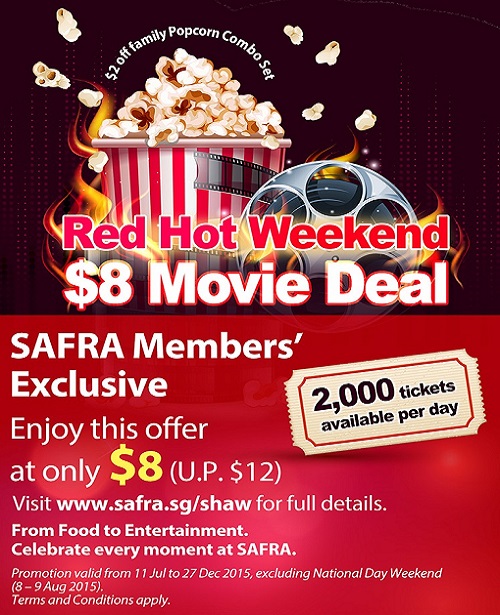 $2 off family Popcorn Combo Set
Red Hot Weekend
$8 Movie Deal
SAFRA Members’
Exclusive
2,000 tickets
available per day
Enjoy this offer
at only $8 (U.P. $12)
Visit www.safra.sg/shaw for full details.
From Food to Entertainment.
Celebrate every moment at SAFRA.
Promotion valid from 11 Jul to 27 Dec 2015, excluding National Day Weekend
(8 – 9 Aug 2015).
Terms and Conditions apply.